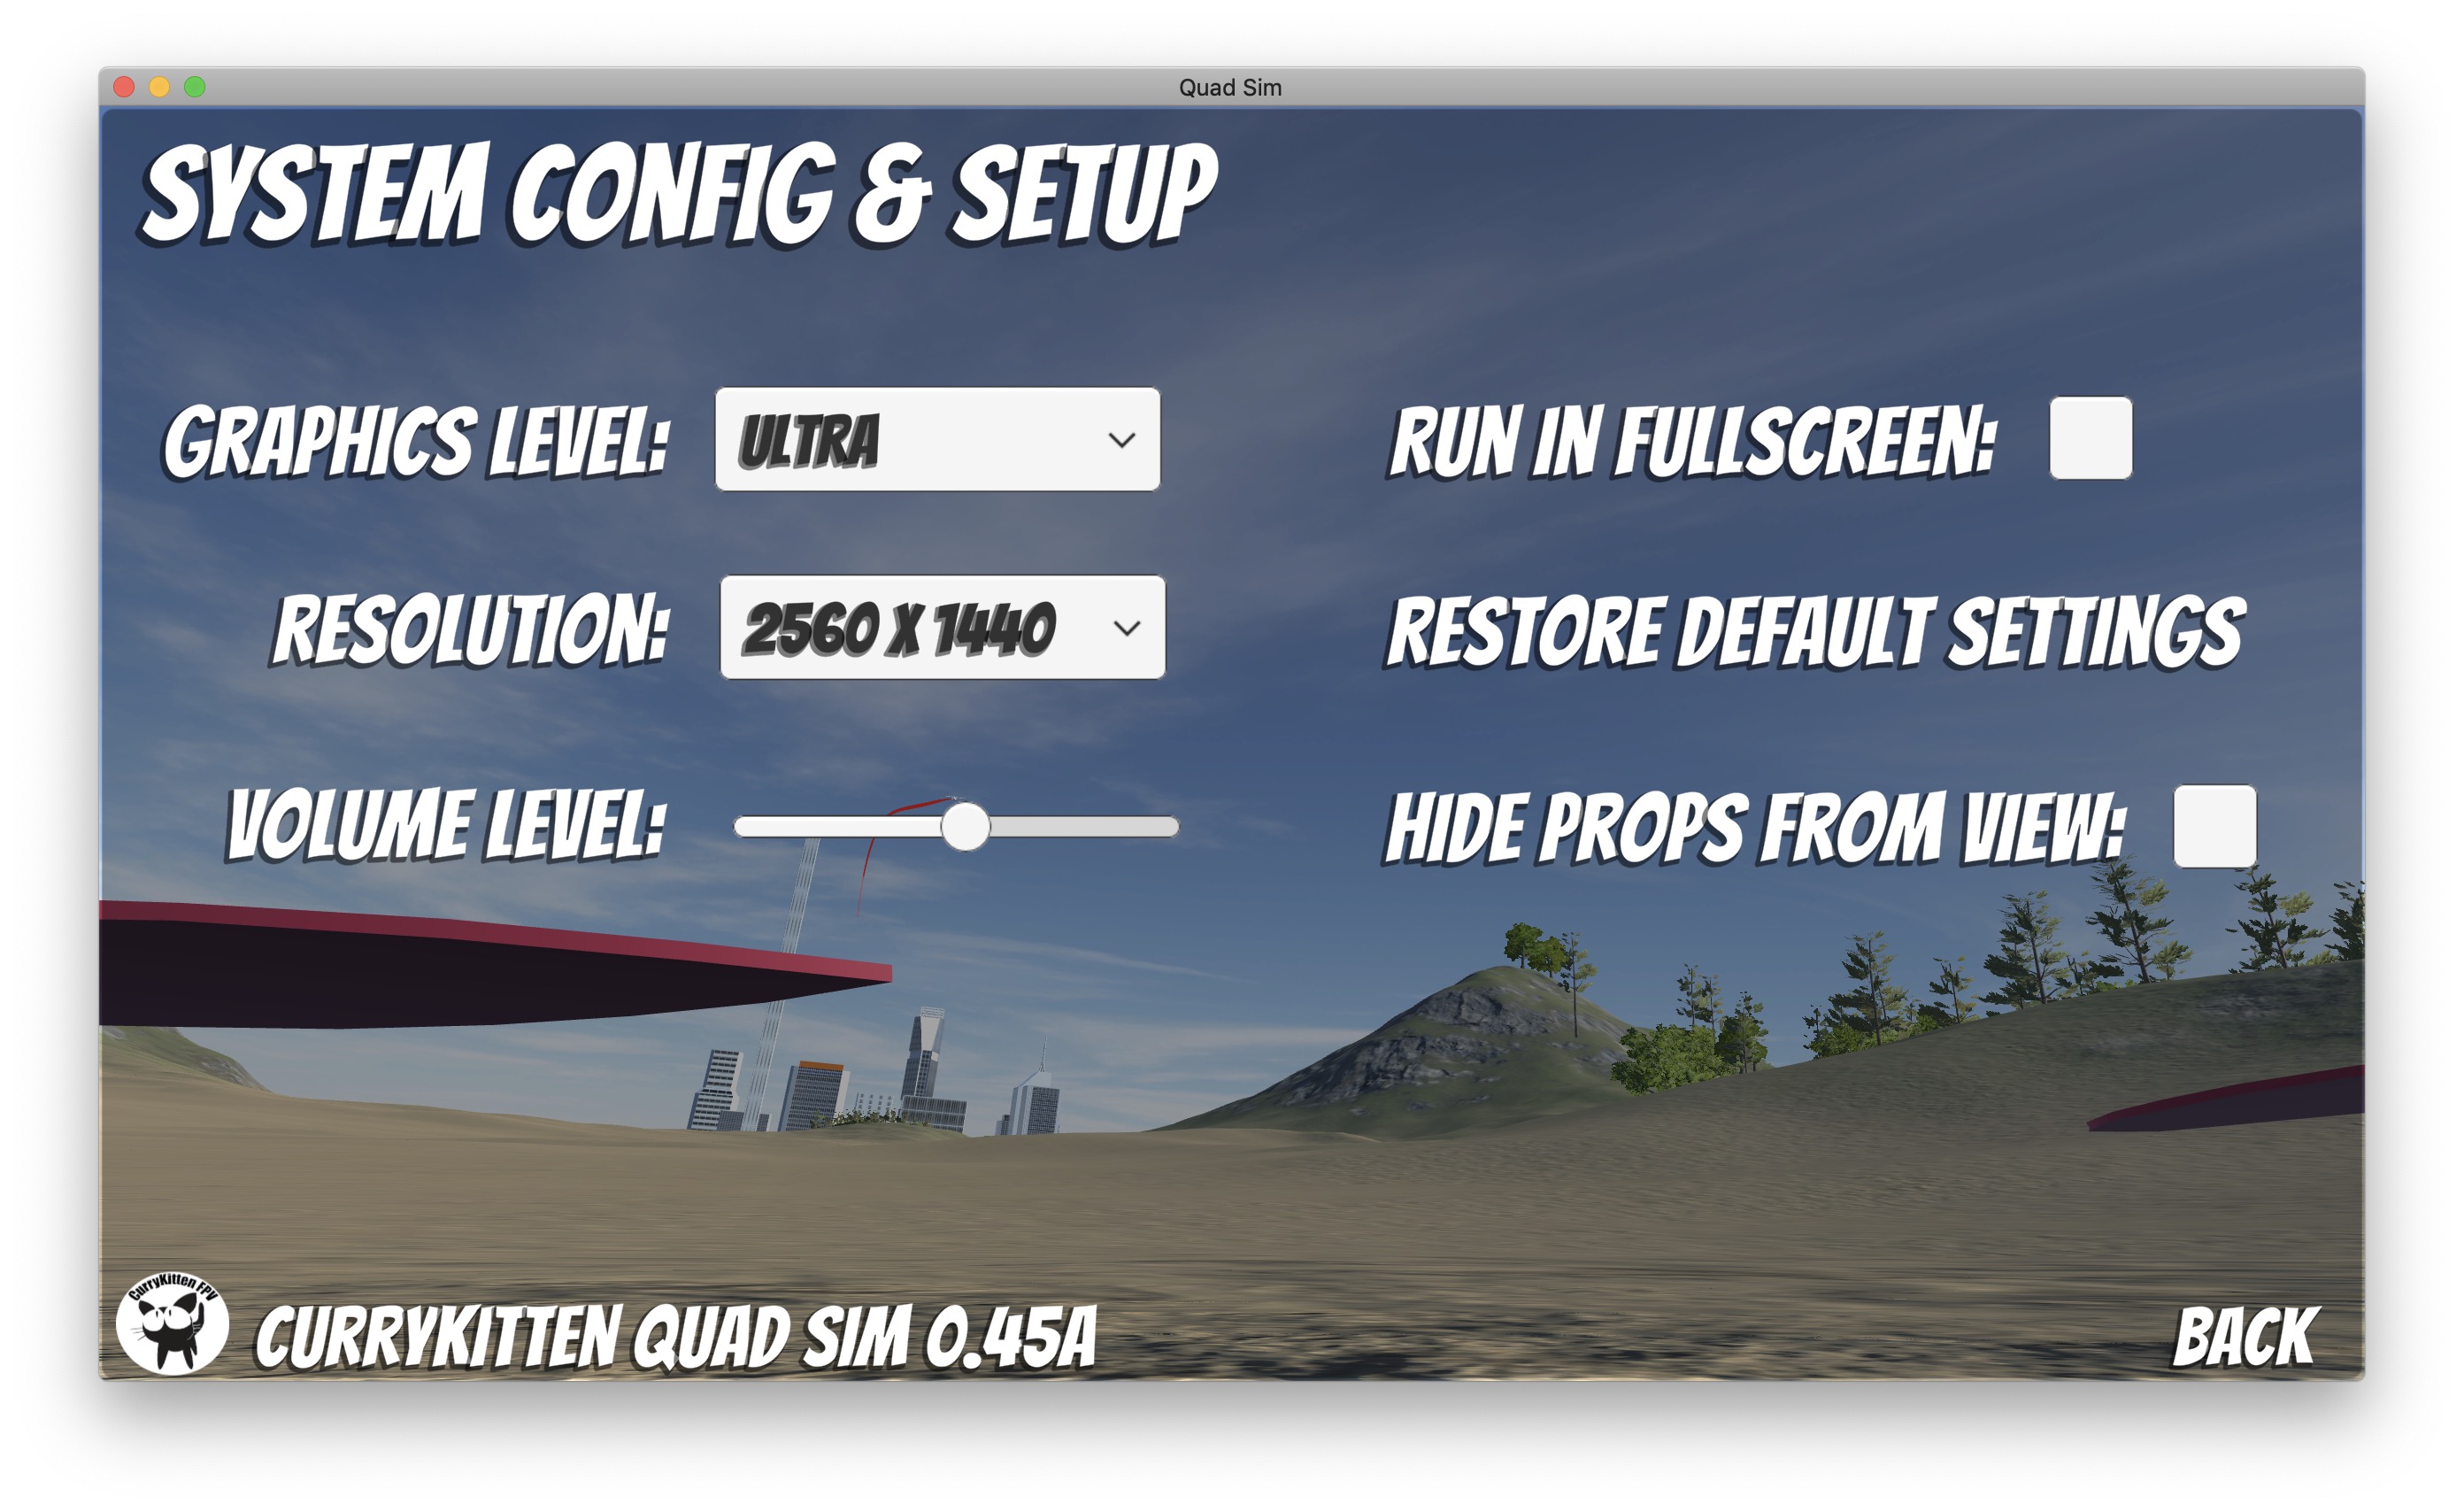 Quad Sim
SYSTEM CONFIG & SETUP
GRAPHICS LEVEL: ULTRA
RUN IN FULLSCREEN:
RESOLUTION: 2560 X 1440
RESTORE DEFAULT SETTINGS
VOLUME LEVEL:
HIDE PROPS FROM VIEW:
CurryKitten FPV
CURRYKITTEN QUAD SIM 0.45A
BACK